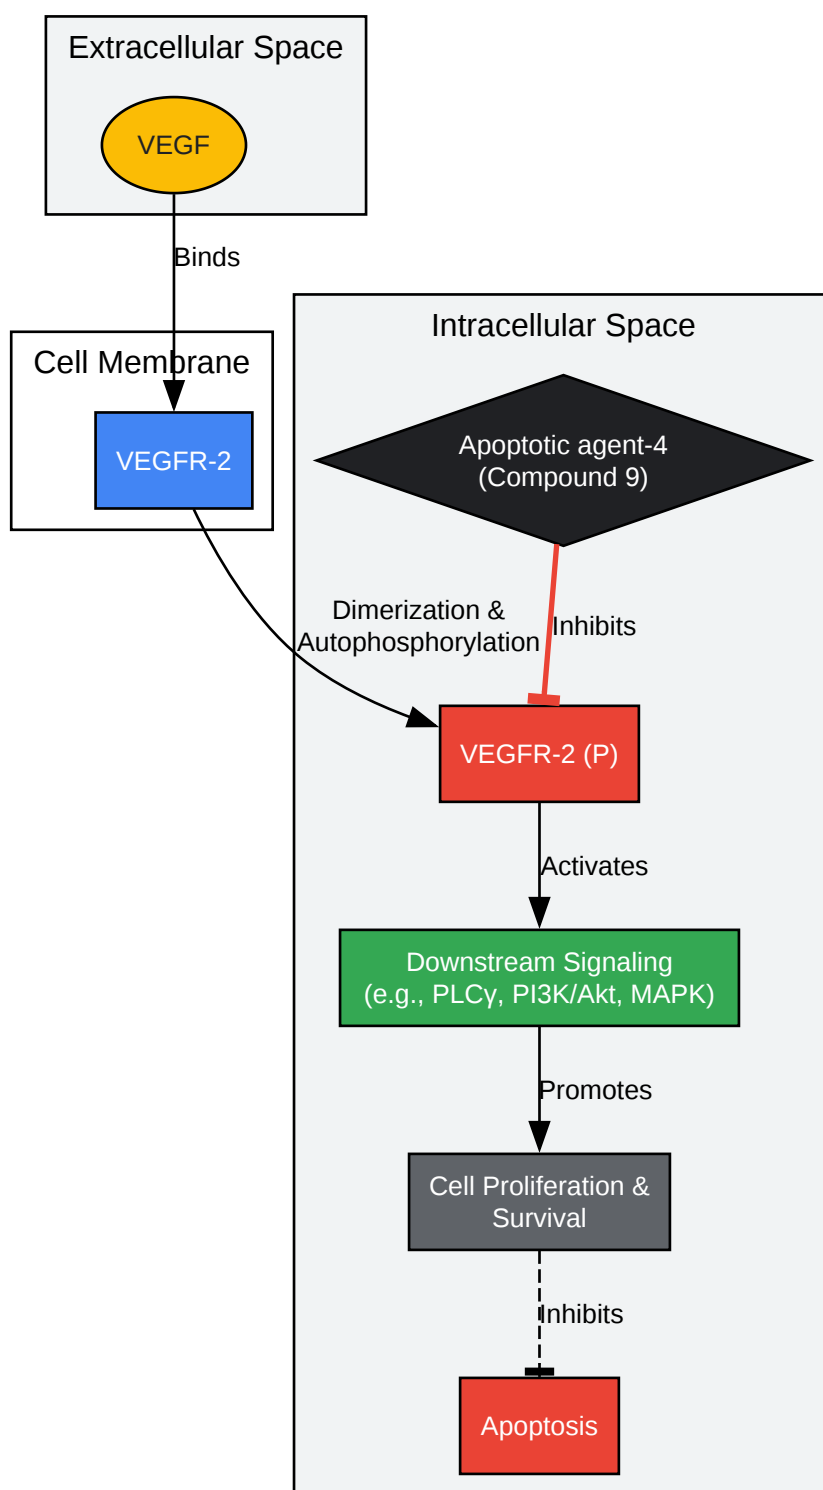 Extracellular Space
VEGF
Binds
Cell Membrane
VEGFR-2
Intracellular Space
Apoptotic agent-4
(Compound 9)
Dimerization &
Autophosphorylation
Inhibits
VEGFR-2 (P)
Activates
Downstream Signaling
(e.g., PLCγ, PI3K/Akt, MAPK)
Promotes
Cell Proliferation &
Survival
Inhibits
Apoptosis